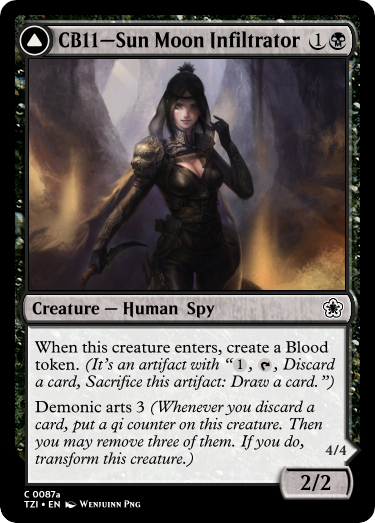 CB11—Sun Moon Infiltrator 1
Creature — Human Spy
When this creature enters, create a Blood
token. (It's an artifact with “1, , Discard
a card, Sacrifice this artifact: Draw a card.”)
Demonic arts 3 (Whenever you discard a
card, put a qi counter on this creature. Then
you may remove three of them. If you do,
transform this creature.)
4/4
2/2
C 0087a
TZI • EN Wenjuinn Png